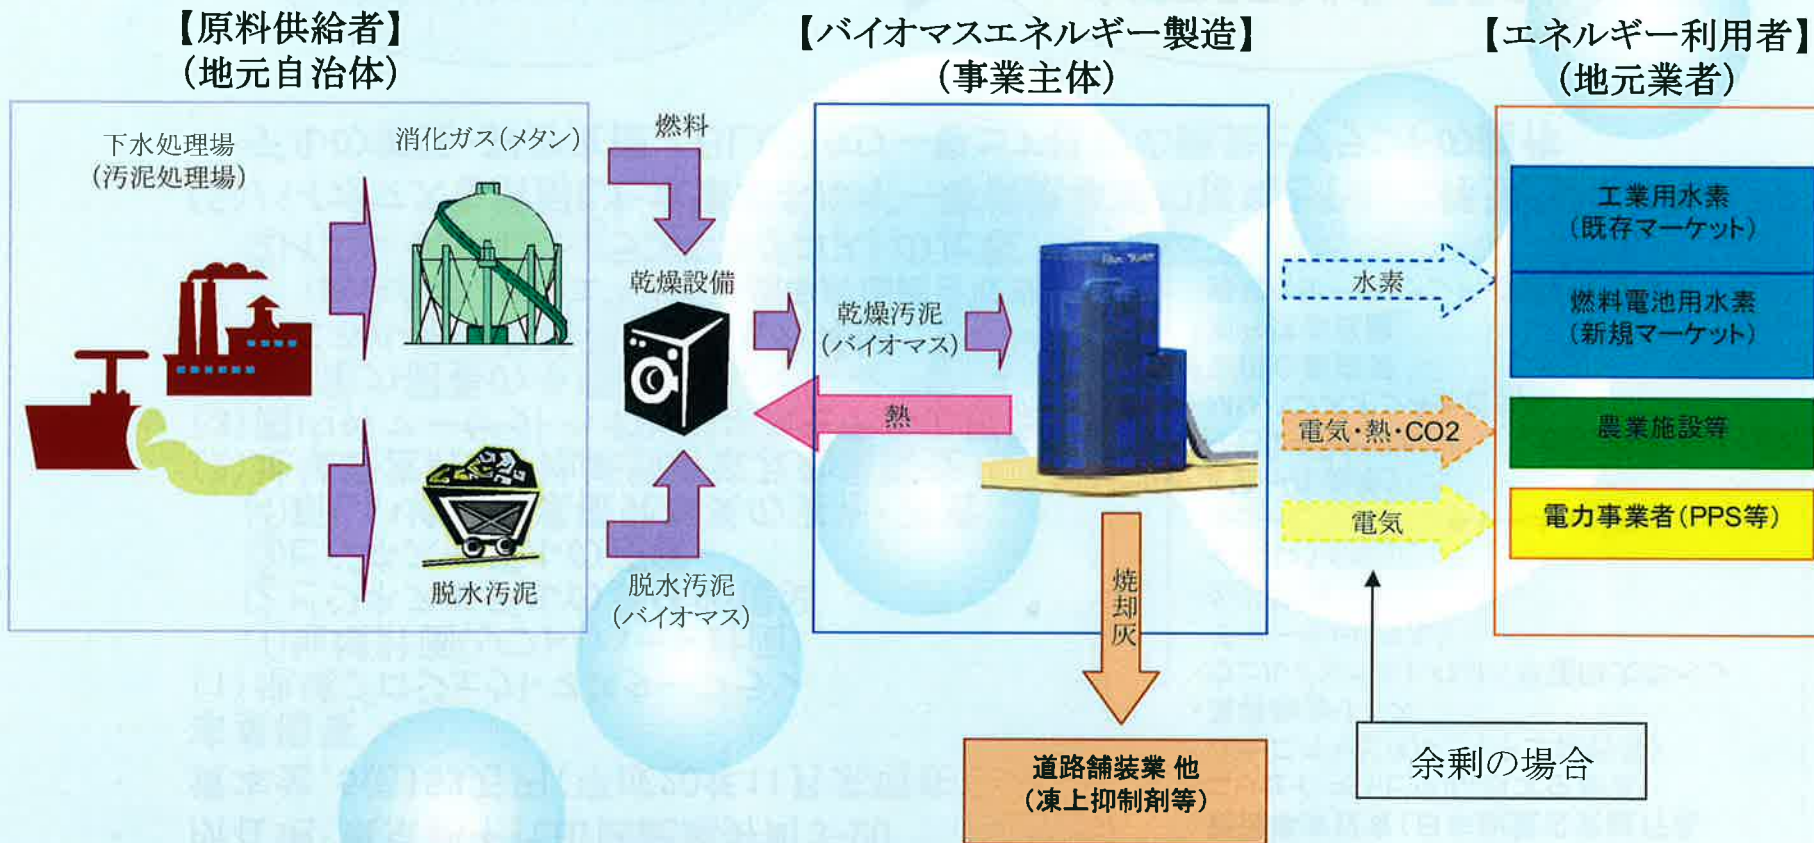 【原料供給者】
(地元自治体)
【バイオマスエネルギー製造】
(事業主体)
【エネルギー利用者】
(地元業者)
下水処理場
(汚泥処理場)
消化ガス(メタン)
燃料
乾燥設備
脱水汚泥
脱水汚泥
(バイオマス)
乾燥汚泥
(バイオマス)
熱
焼却灰
水素
電気・熱・CO2
電気
工業用水素
(既存マーケット)
燃料電池用水素
(新規マーケット)
農業施設等
電力事業者(PPS等)
道路舗装業 他
(凍上抑制剤等)
余剰の場合